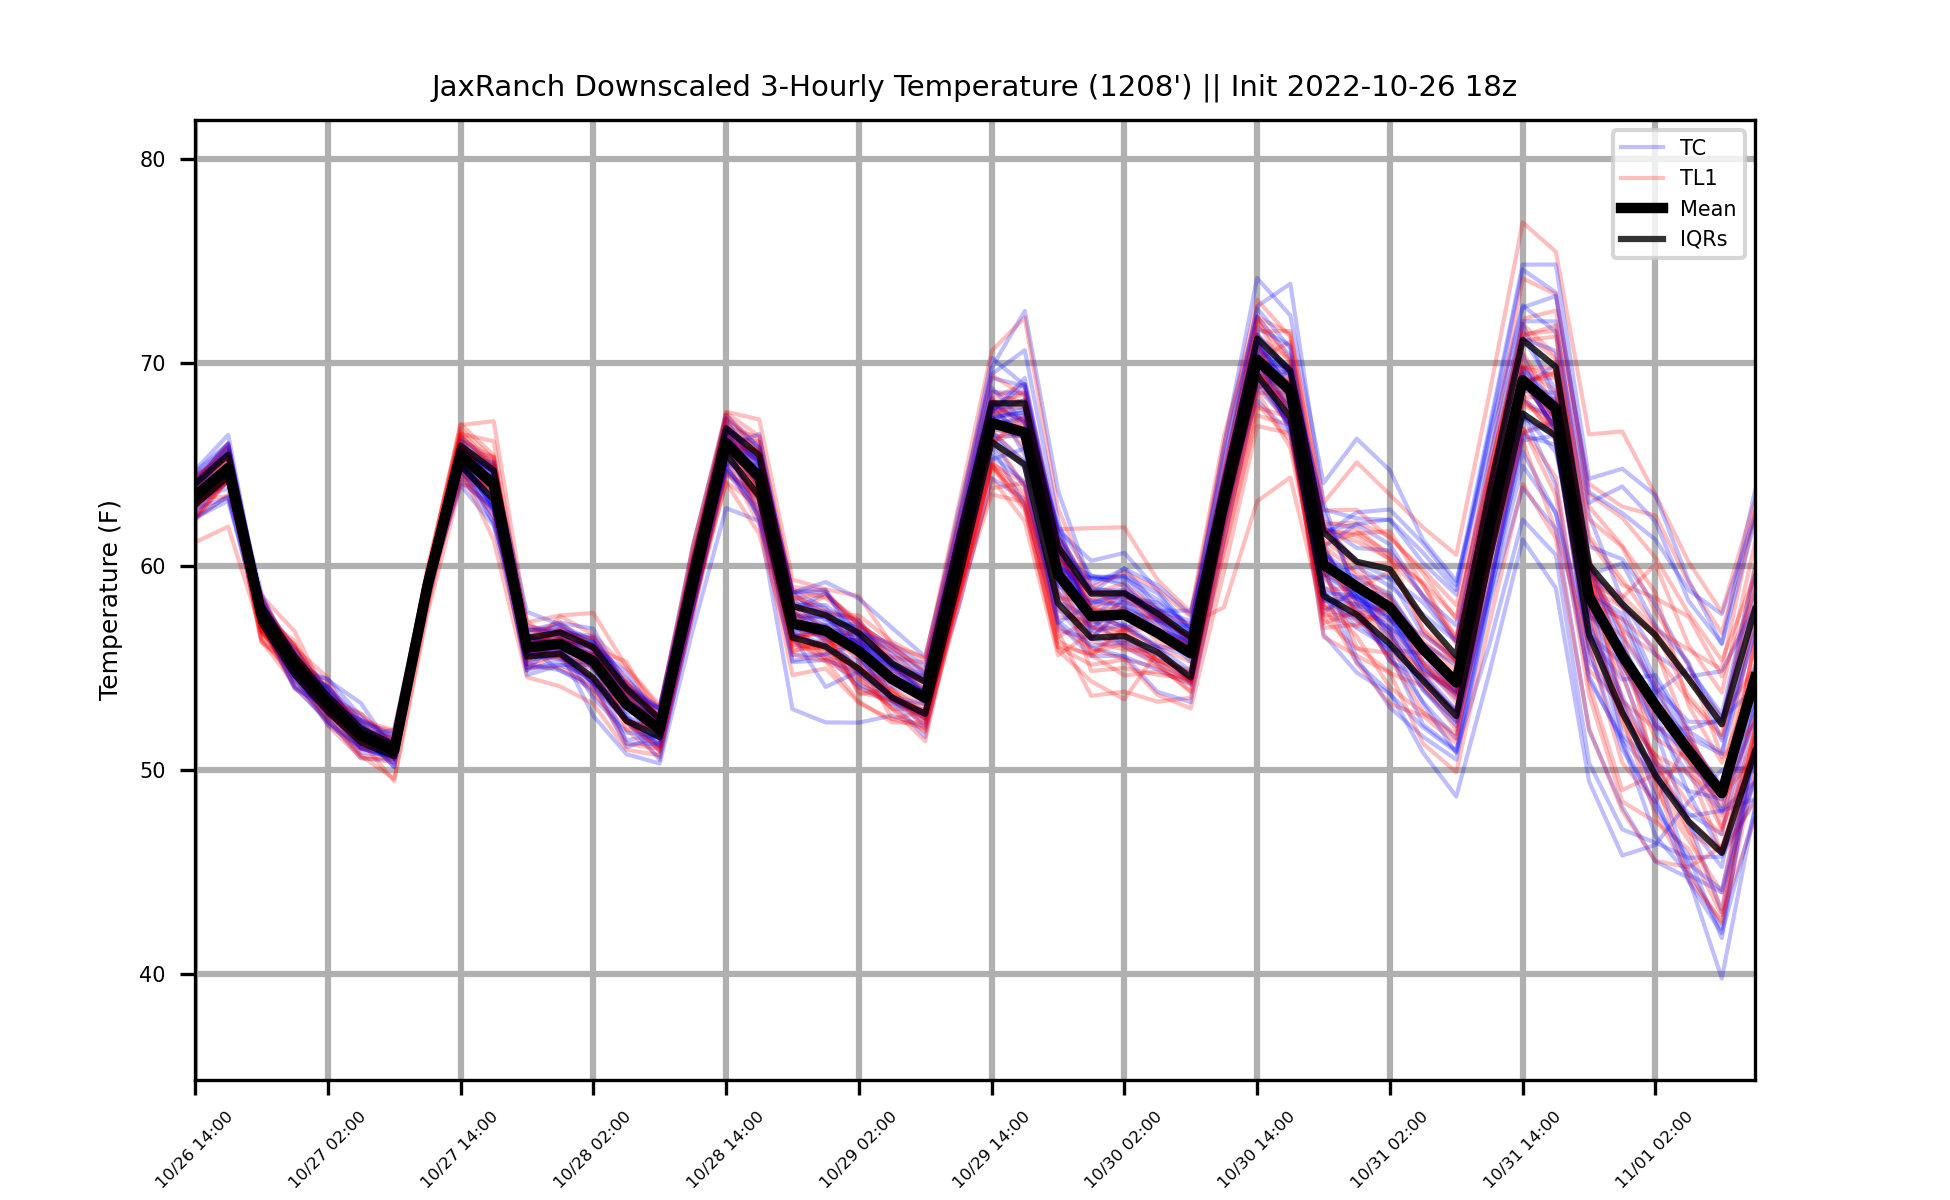 JaxRanch Downscaled 3-Hourly Temperature (1208') || Init 2022-10-26 18z
TC
TL1
Mean
IQRs
Temperature (F)
80
70
60
50
40
10/26 14:00
10/27 02:00
10/27 14:00
10/28 02:00
10/28 14:00
10/29 02:00
10/29 14:00
10/30 02:00
10/30 14:00
10/31 02:00
10/31 14:00
11/01 02:00